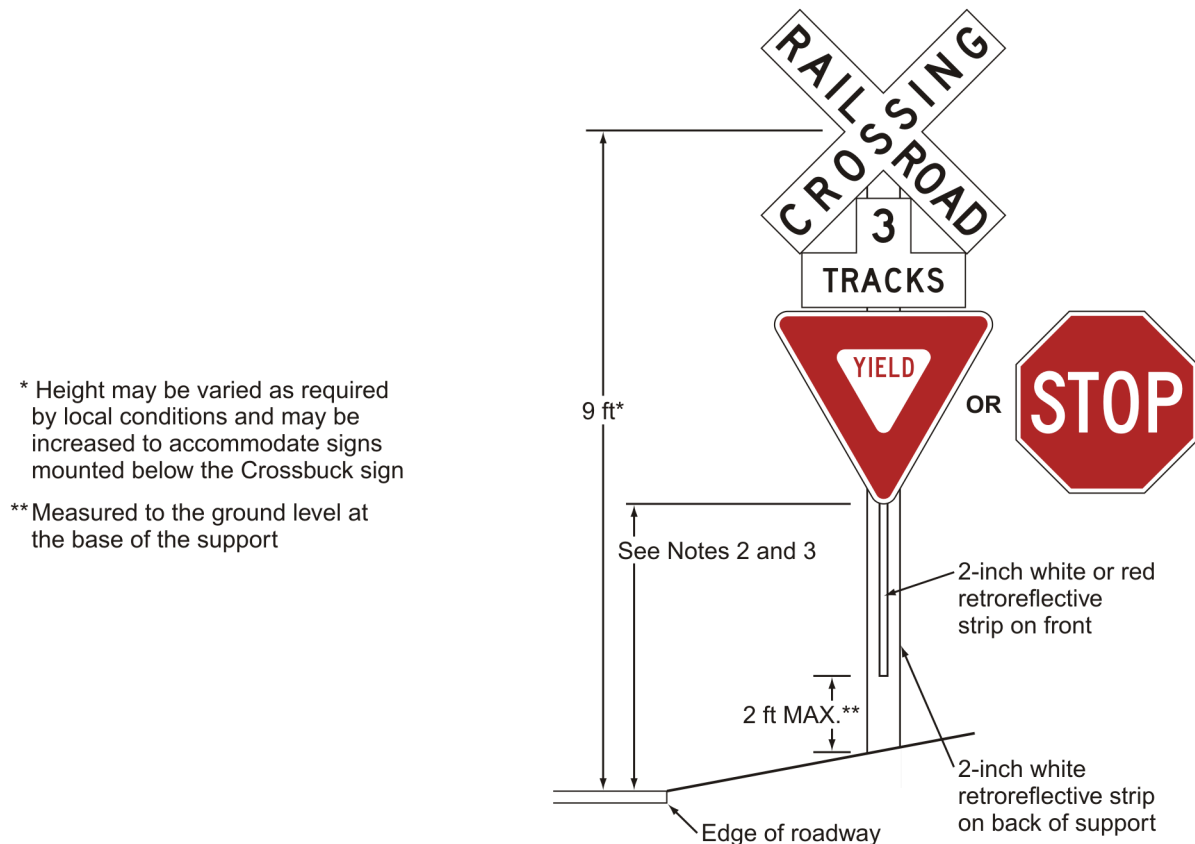 RAILROAD
CROSSING
3
TRACKS
YIELD
OR
STOP
9 ft*
* Height may be varied as required
by local conditions and may be
increased to accommodate signs
mounted below the Crossbuck sign
** Measured to the ground level at
the base of the support
See Notes 2 and 3
2-inch white or red
retroreflective
strip on front
2 ft MAX.**
2-inch white
retroreflective strip
on back of support
Edge of roadway